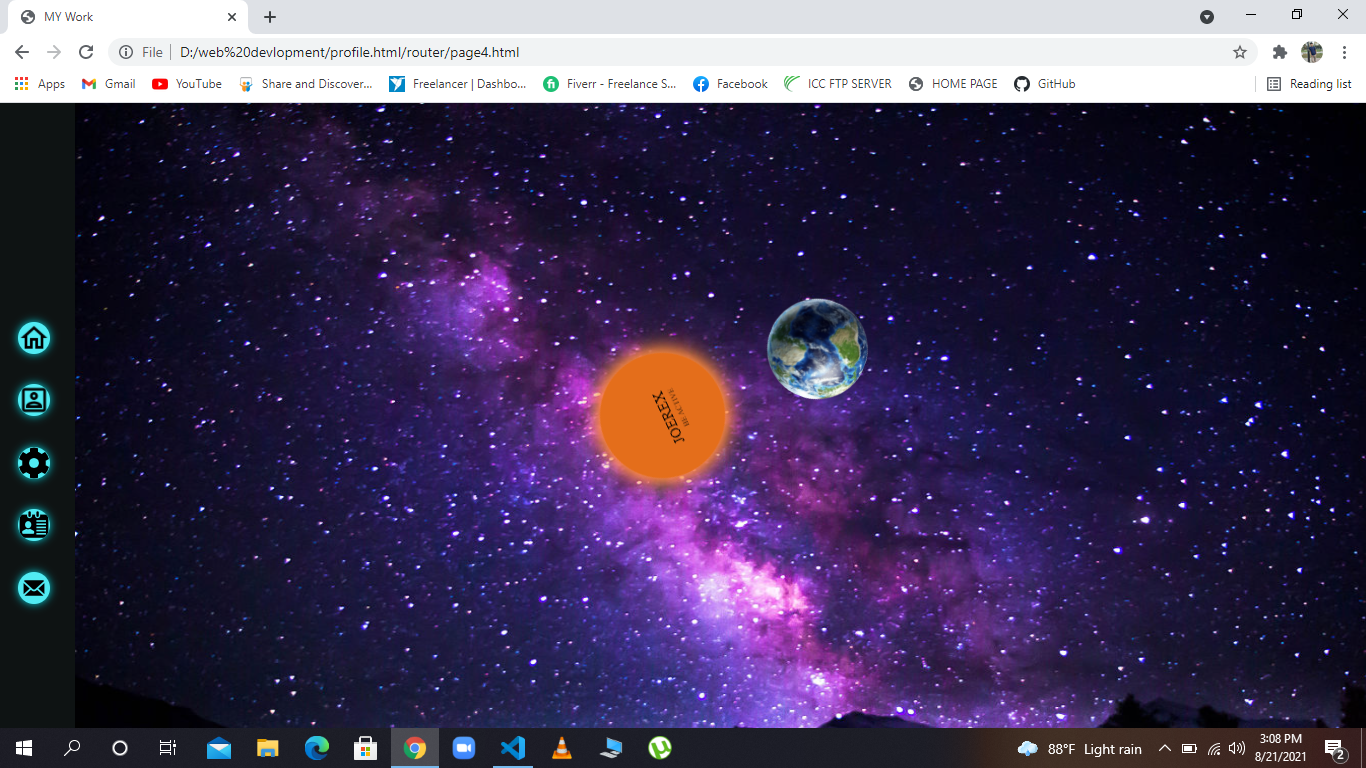 MY Work
File
D:/web%20devlopment/profile.html/router/page4.html
Apps
Gmail
YouTube
Share and Discover...
Freelancer | Dashbo...
Fiverr - Freelance S...
Facebook
ICC FTP SERVER
HOME PAGE
GitHub
Reading list
JOEREX
BE ACTIVE
88°F Light rain
3:08 PM
8/21/2021
2